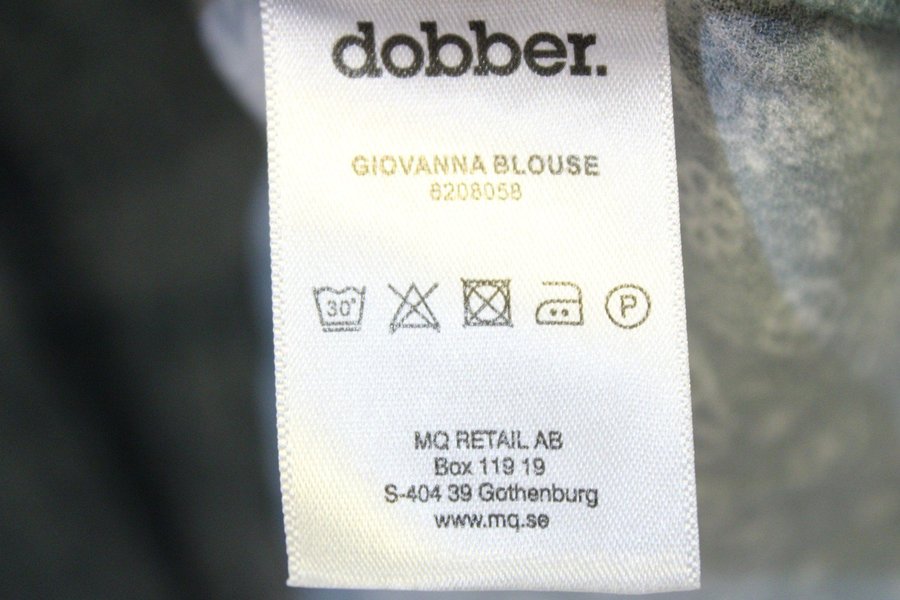 dobber.
GIOVANNA BLOUSE
6208058
30° P
MQ RETAIL AB
Box 119 19
S-404 39 Gothenburg
www.mq.se